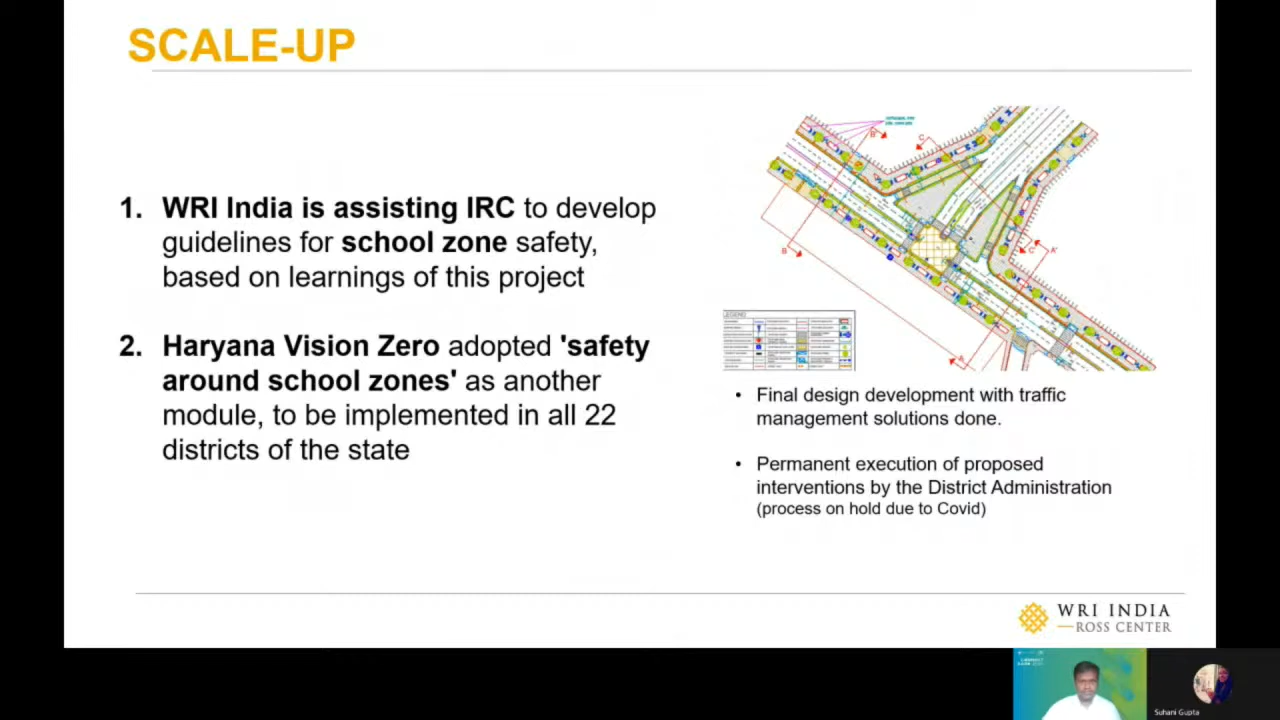 SCALE-UP
1. WRI India is assisting IRC to develop
guidelines for school zone safety,
based on learnings of this project
2. Haryana Vision Zero adopted 'safety
around school zones' as another
module, to be implemented in all 22
districts of the state
LEGEND
• Final design development with traffic
management solutions done.
• Permanent execution of proposed
interventions by the District Administration
(process on hold due to Covid)
WRI INDIA
ROSS CENTER
Suhani Gupta